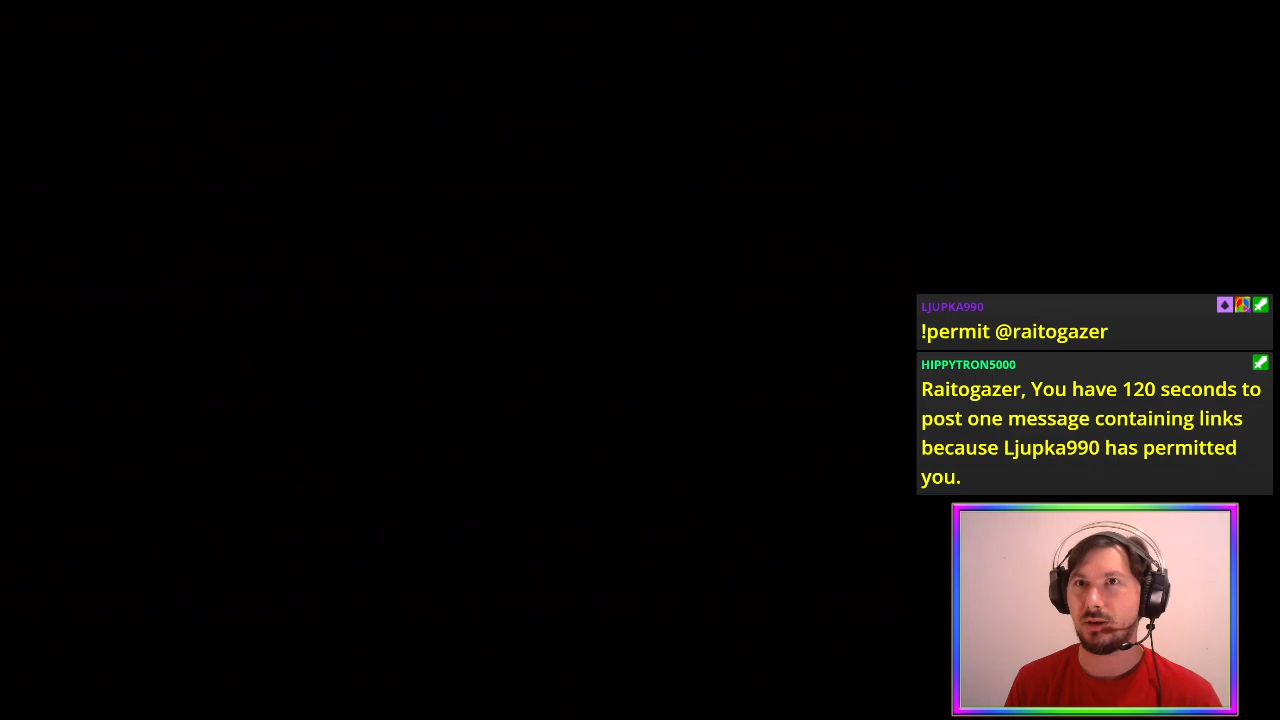 LJUPKA990
!permit @raitogazer
HIPPYTRON5000
Raitogazer, You have 120 seconds to
post one message containing links
because Ljupka990 has permitted
you.